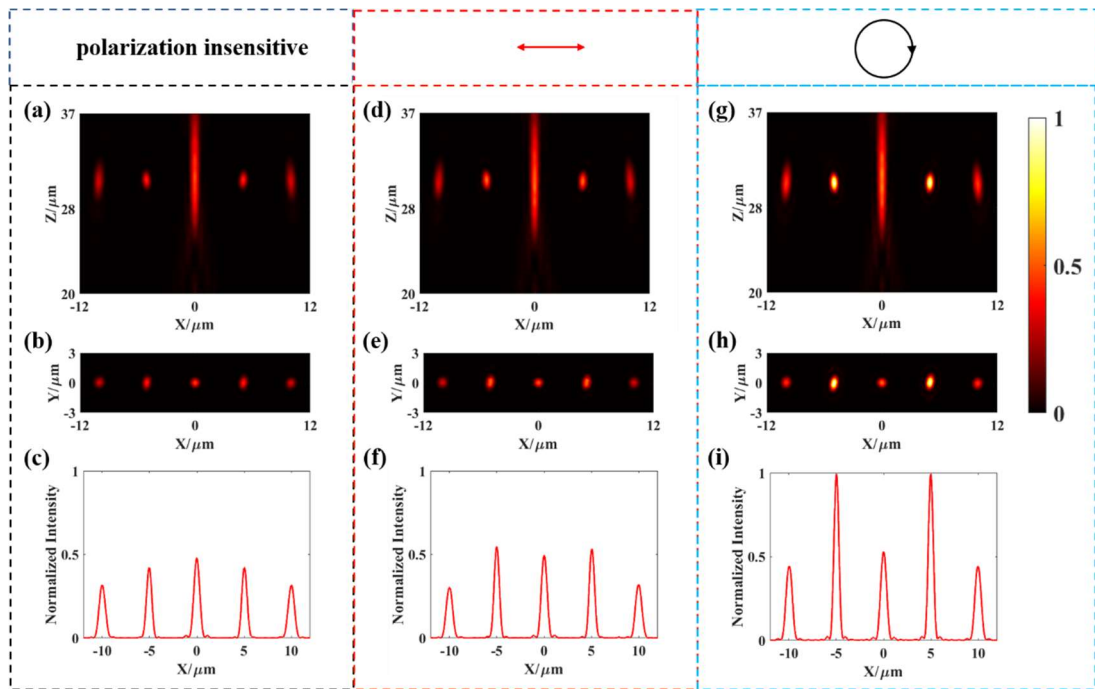 polarization insensitive
(a)
37
28
20
Z/μm
-12 0 12
X/μm
(b)
3
0
-3
Y/μm
-12 0 12
X/μm
(c)
1
0.5
0
Normalized Intensity
-10 -5 0 5 10
X/μm
(d)
37
28
20
Z/μm
-12 0 12
X/μm
(e)
3
0
-3
Y/μm
-12 0 12
X/μm
(f)
1
0.5
0
Normalized Intensity
-10 -5 0 5 10
X/μm
(g)
37
28
20
Z/μm
-12 0 12
X/μm
(h)
3
0
-3
Y/μm
-12 0 12
X/μm
(i)
1
0.5
0
Normalized Intensity
-10 -5 0 5 10
X/μm
1
0.5
0